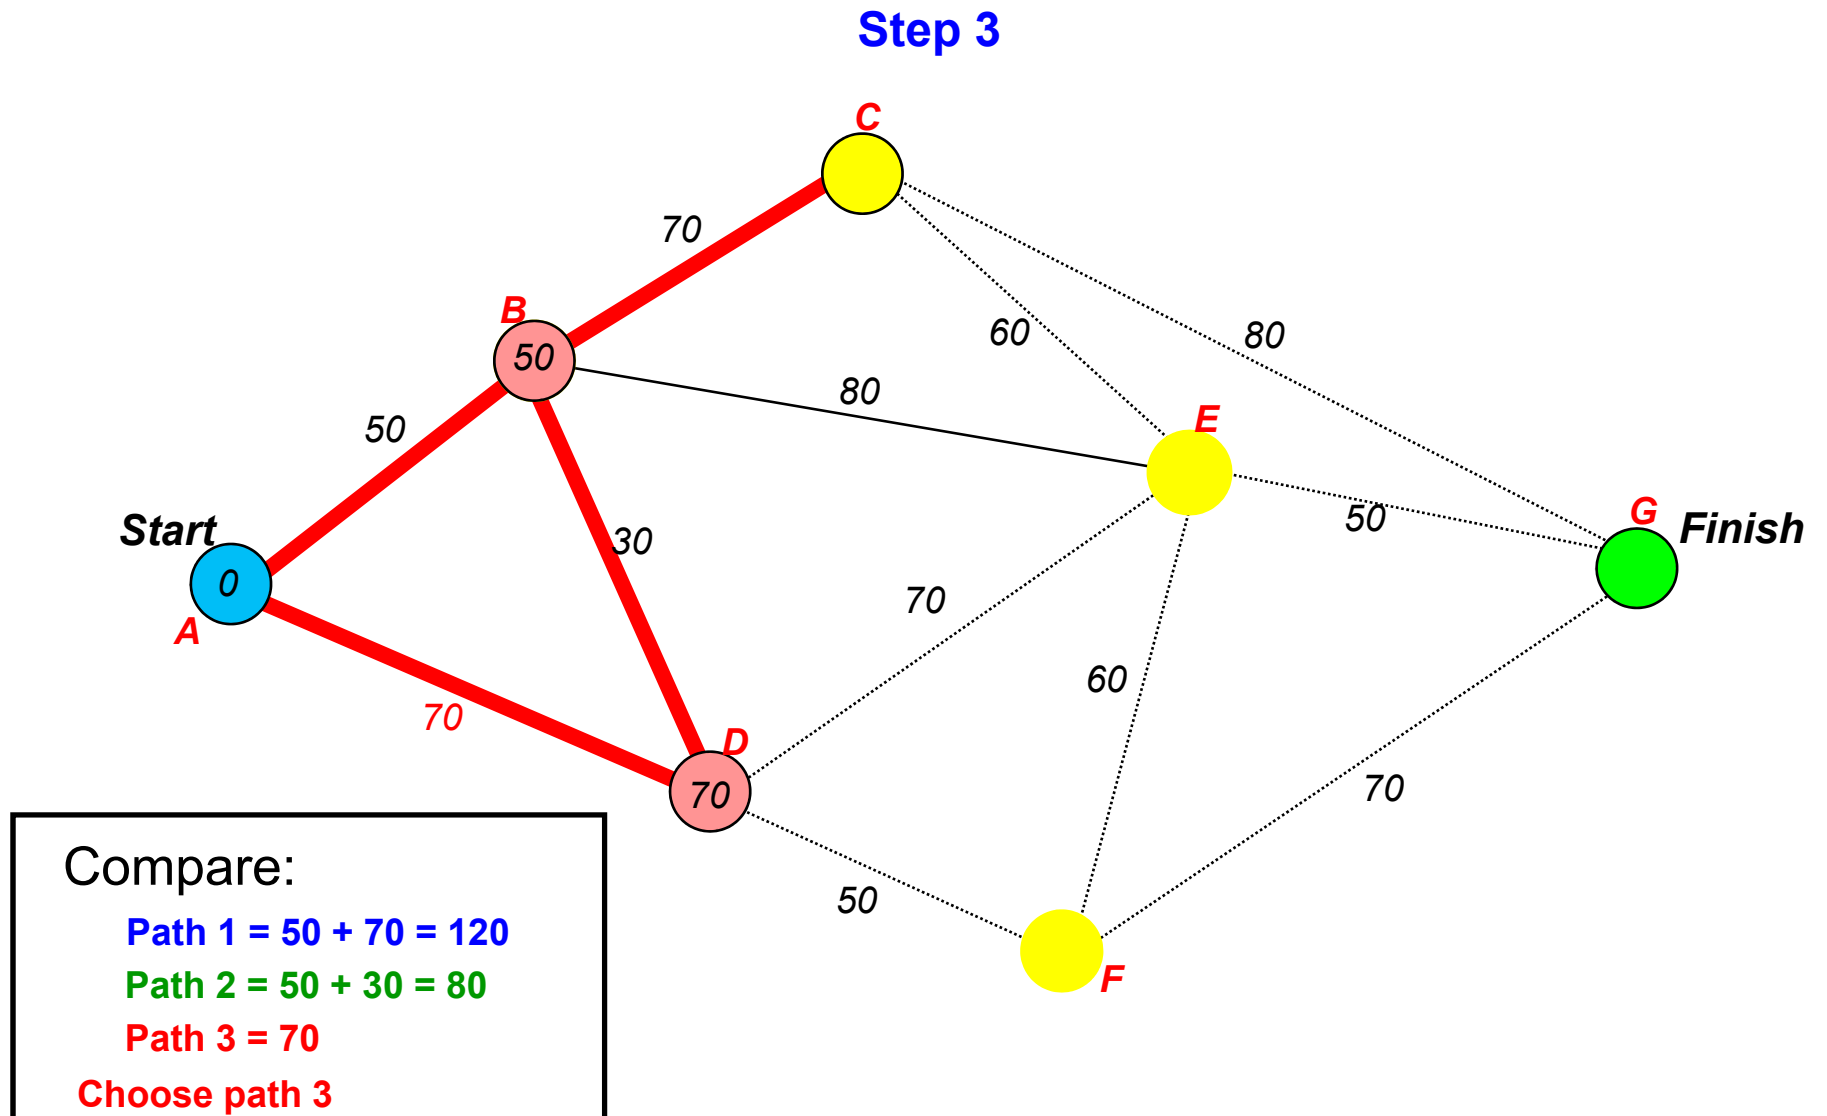 Step 3
C
70
B
50
60
80
80
E
50
Start
0
A
30
50
G
Finish
70
60
70
D
70
70
50
F
Compare:
Path 1 = 50 + 70 = 120
Path 2 = 50 + 30 = 80
Path 3 = 70
Choose path 3